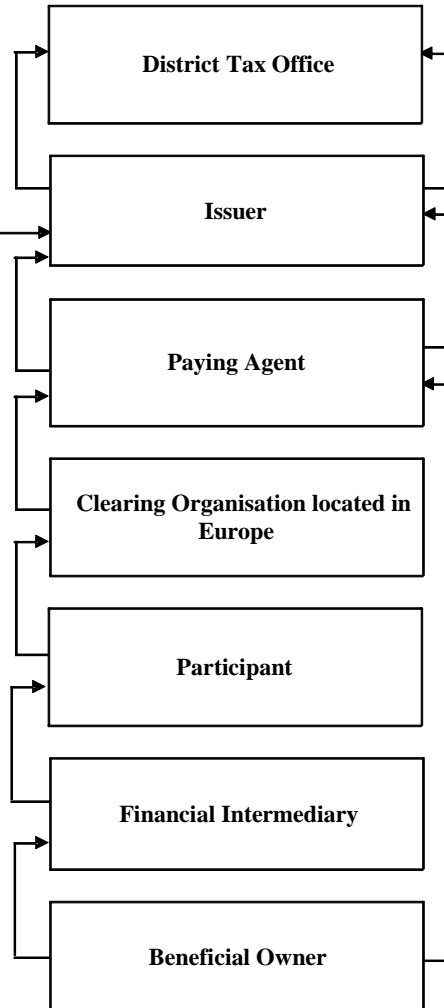 District Tax Office
Issuer
Paying Agent
Clearing Organisation located in
Europe
Participant
Financial Intermediary
Beneficial Owner